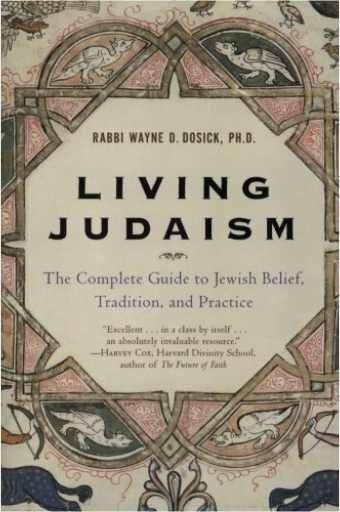 RABBI WAYNE D. DOSICK, PH.D.
LIVING
JUDAISM
The Complete Guide to Jewish Belief,
Tradition, and Practice
"Excellent . . . in a class by itself . . .
an absolutely invaluable resource."
—HARVEY COX, Harvard Divinity School,
author of The Future of Faith